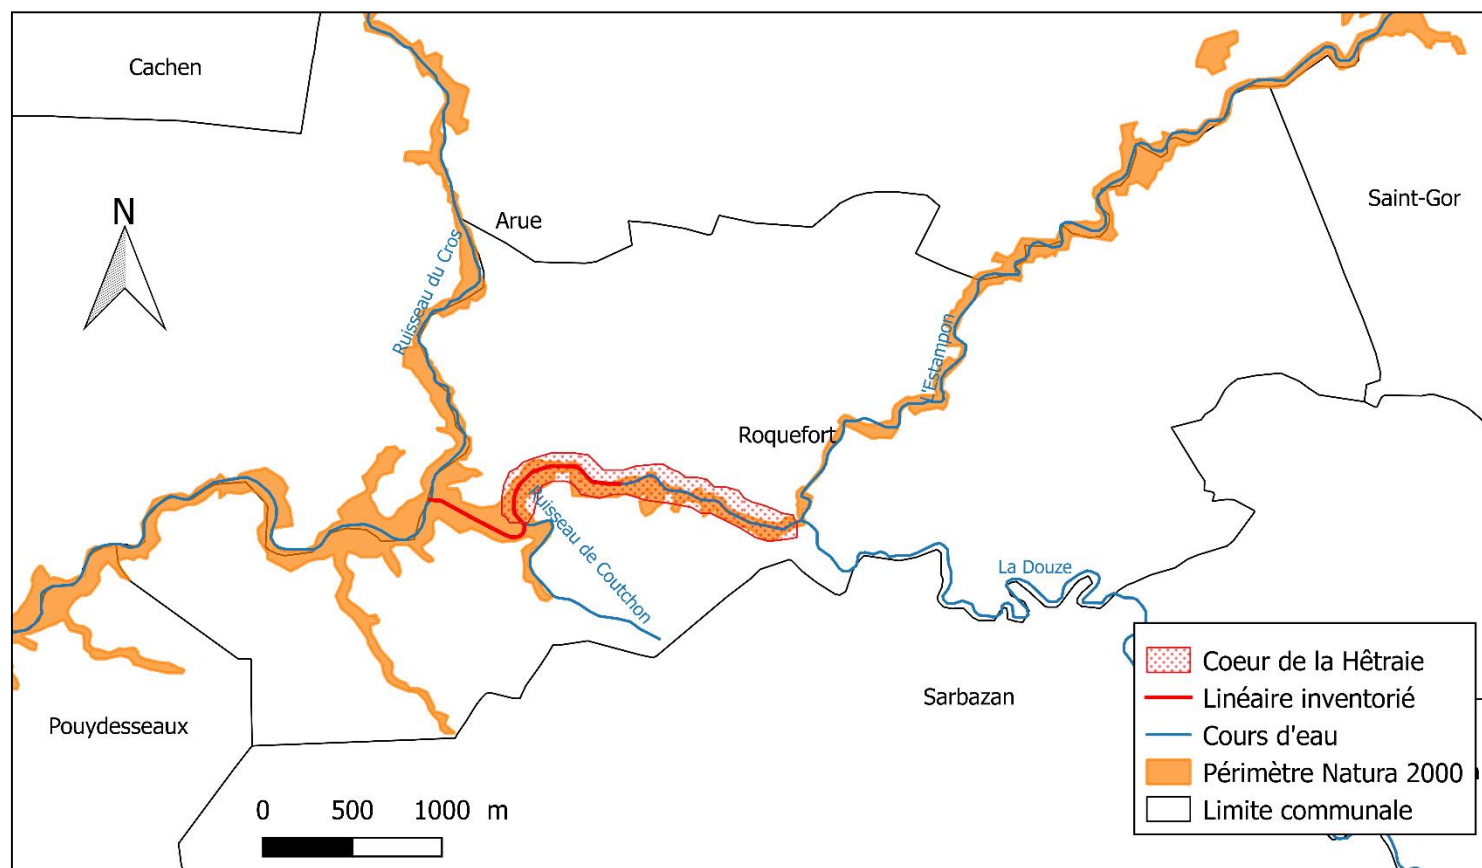 Cachen
N
Arue
Saint-Gor
Ruisseau du Cros
L'Estampon
Roquefort
Ruisseau de Coutchon
La Douze
Sarbazan
Pouydesseaux
Coeur de la Hêtraie
Linéaire inventorié
Cours d'eau
Périmètre Natura 2000
Limite communale
0 500 1000 m